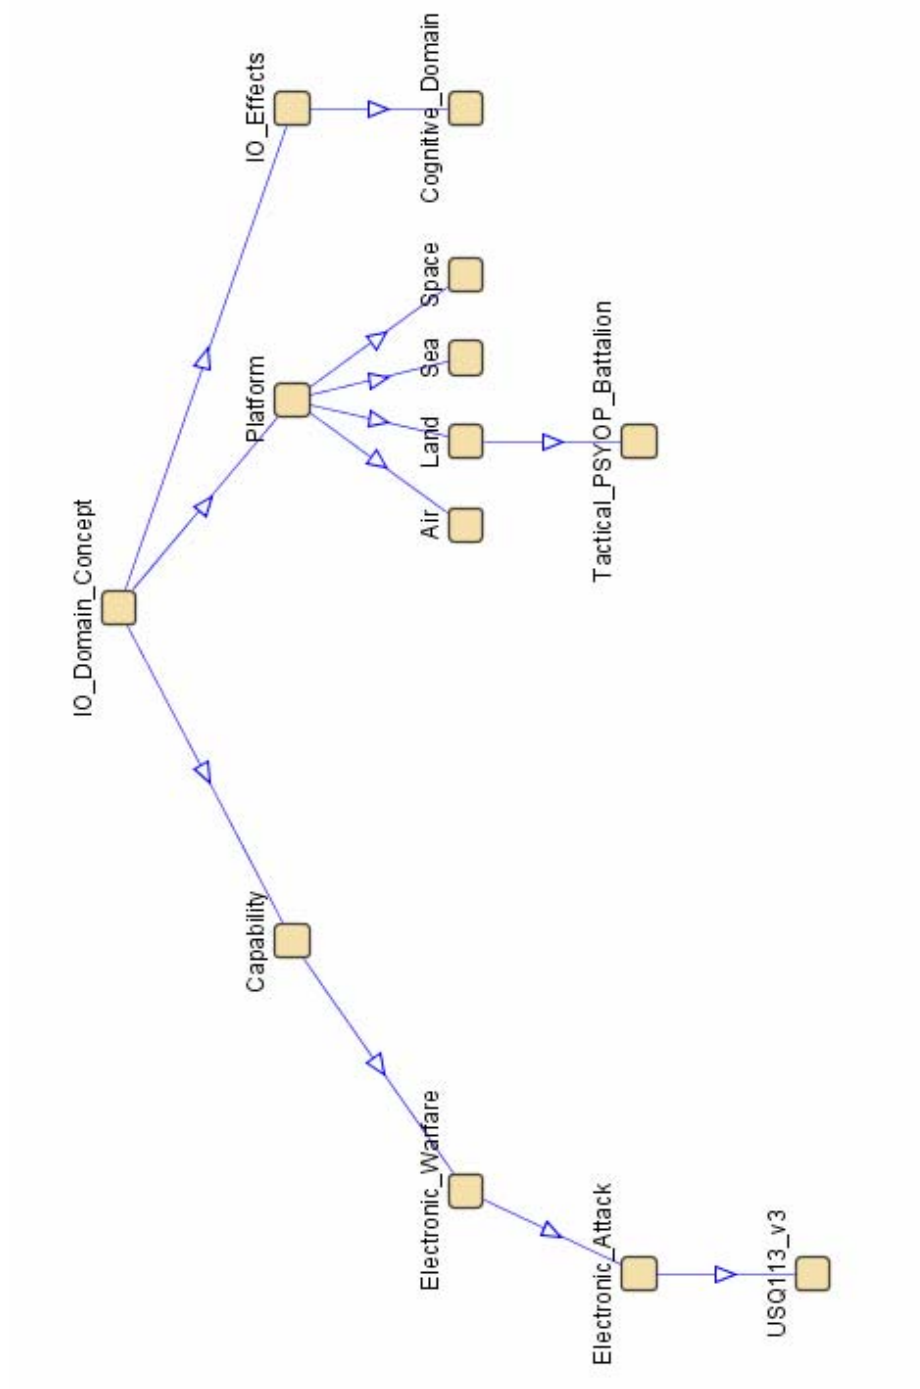 IO_Domain_Concept
IO_Effects
Platform
Capability
Cognitive_Domain
Space
Sea
Land
Air
Electronic_Warfare
Tactical_PSYOP_Battalion
Electronic_Attack
USQ113_v3